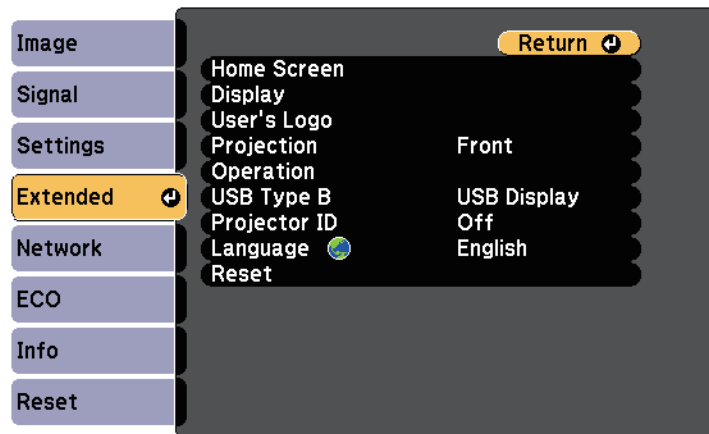 Image
Signal
Settings
Extended
Network
ECO
Info
Reset
Return
Home Screen
Display
User's Logo
Projection Front
Operation
USB Type B USB Display
Projector ID Off
Language English
Reset